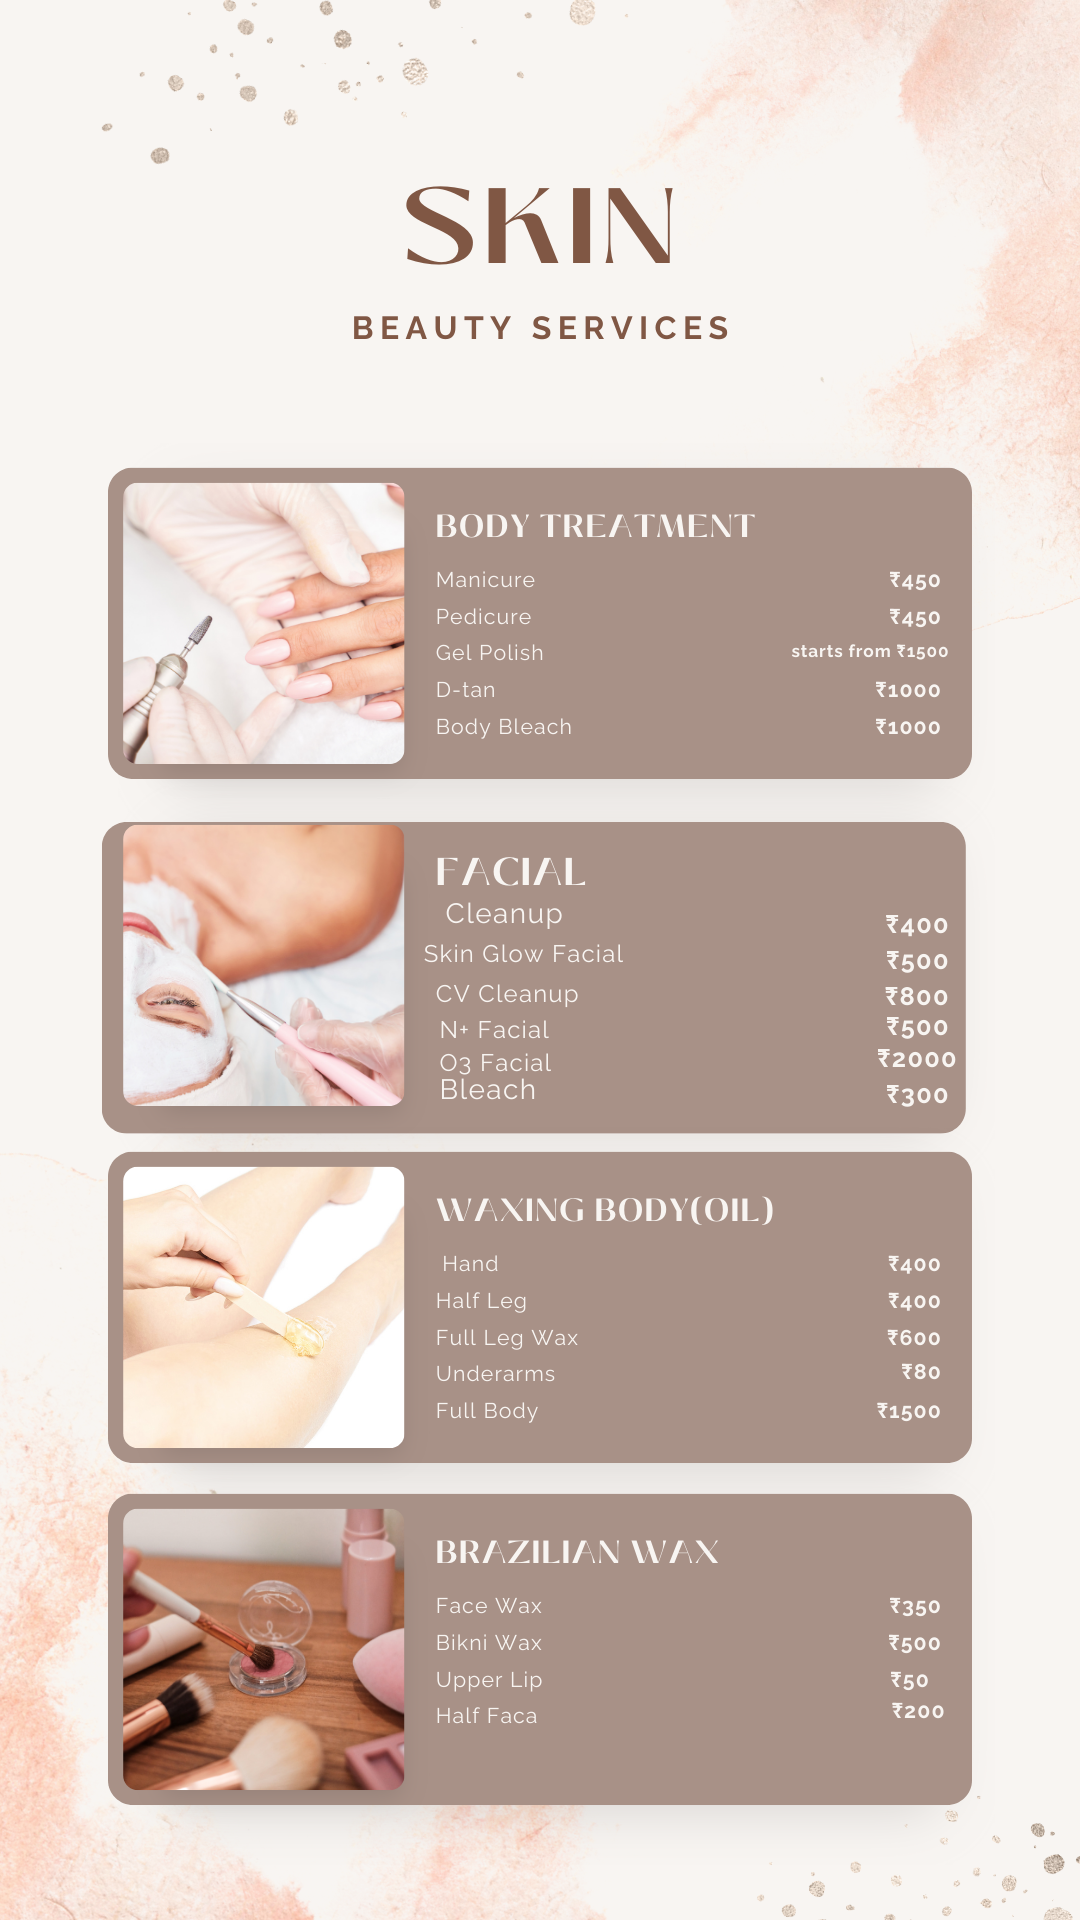 SKIN
BEAUTY SERVICES
BODY TREATMENT
Manicure ₹450
Pedicure ₹450
Gel Polish starts from ₹1500
D-tan ₹1000
Body Bleach ₹1000
FACIAL
Cleanup ₹400
Skin Glow Facial ₹500
CV Cleanup ₹800
N+ Facial ₹500
O3 Facial ₹2000
Bleach ₹300
WAXING BODY(OIL)
Hand ₹400
Half Leg ₹400
Full Leg Wax ₹600
Underarms ₹80
Full Body ₹1500
BRAZILIAN WAX
Face Wax ₹350
Bikni Wax ₹500
Upper Lip ₹50
Half Faca ₹200